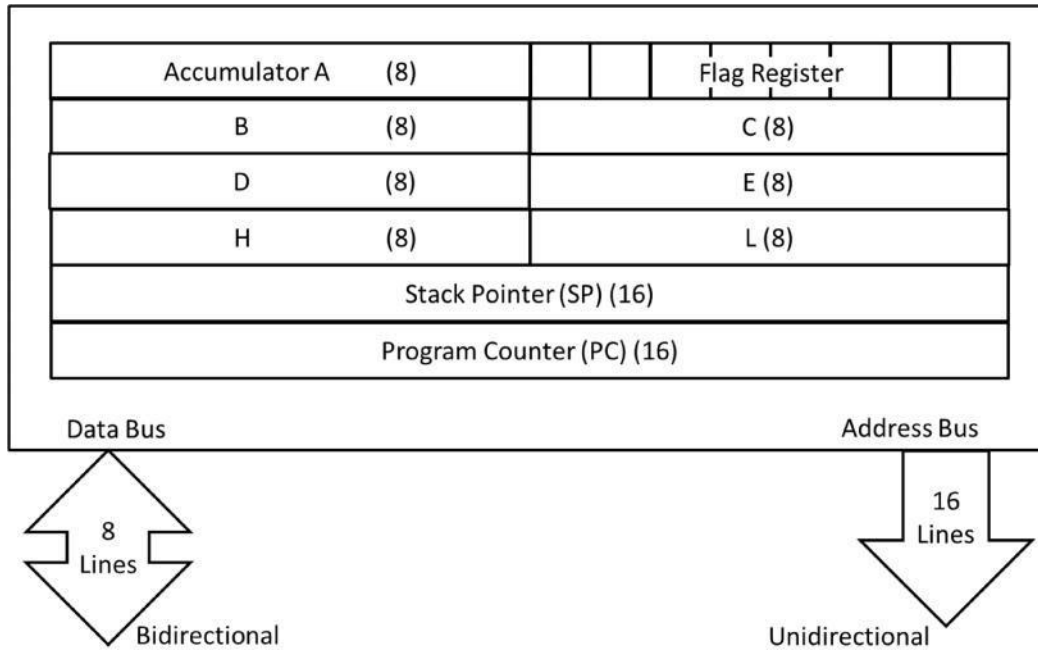 Accumulator A (8) Flag Register
B (8) C (8)
D (8) E (8)
H (8) L (8)
Stack Pointer (SP) (16)
Program Counter (PC) (16)
Data Bus Address Bus
8
Lines
16
Lines
Bidirectional Unidirectional